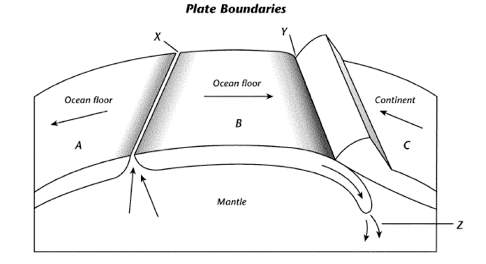 Plate Boundaries
X
Y
Ocean floor
Ocean floor
Continent
A
B
C
Mantle
Z